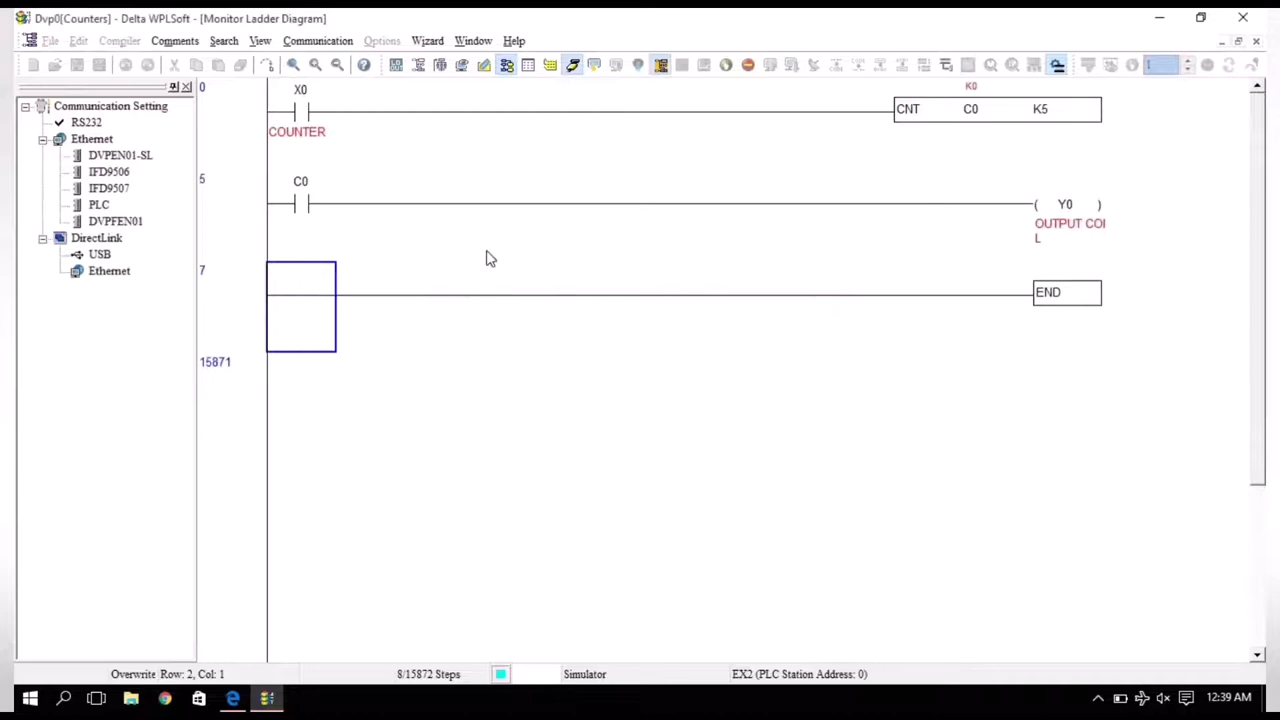 Dvp0[Counters] - Delta WPLSoft - [Monitor Ladder Diagram]
File Edit Compiler Comments Search View Communication Options Wizard Window Help
1
Communication Setting
RS232
Ethernet
DVPEN01-SL
IFD9506
IFD9507
PLC
DVPFEN01
DirectLink
USB
Ethernet
0
X0
COUNTER
K0
CNT C0 K5
5
C0
( Y0 )
OUTPUT COI
L
7
END
15871
Overwrite Row: 2, Col: 1 8/15872 Steps Simulator EX2 (PLC Station Address: 0)
12:39 AM